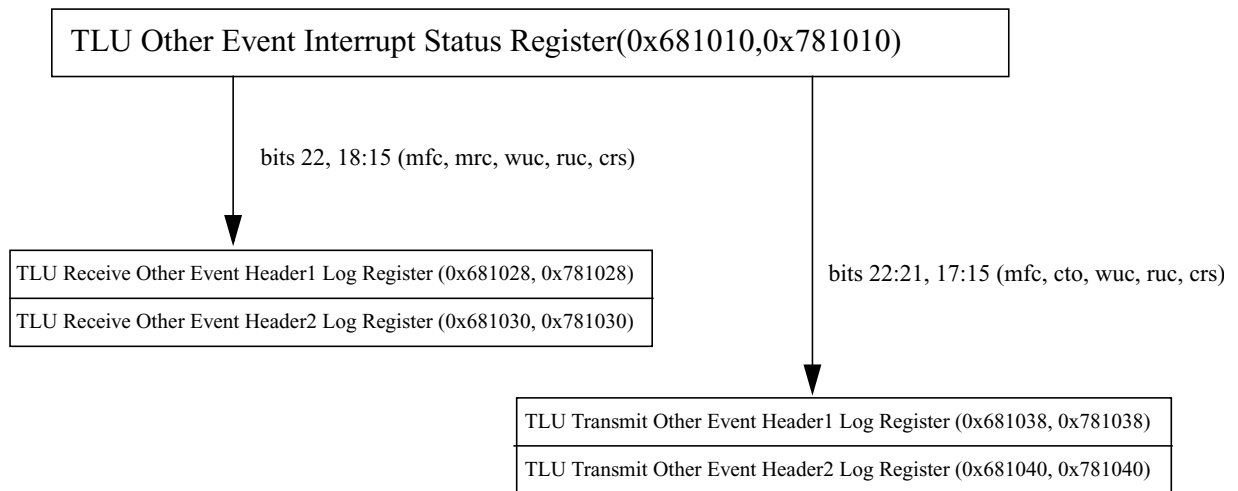 TLU Other Event Interrupt Status Register(0x681010,0x781010)
bits 22, 18:15 (mfc, mrc, wuc, ruc, crs)
TLU Receive Other Event Header1 Log Register (0x681028, 0x781028)
bits 22:21, 17:15 (mfc, cto, wuc, ruc, crs)
TLU Receive Other Event Header2 Log Register (0x681030, 0x781030)
TLU Transmit Other Event Header1 Log Register (0x681038, 0x781038)
TLU Transmit Other Event Header2 Log Register (0x681040, 0x781040)